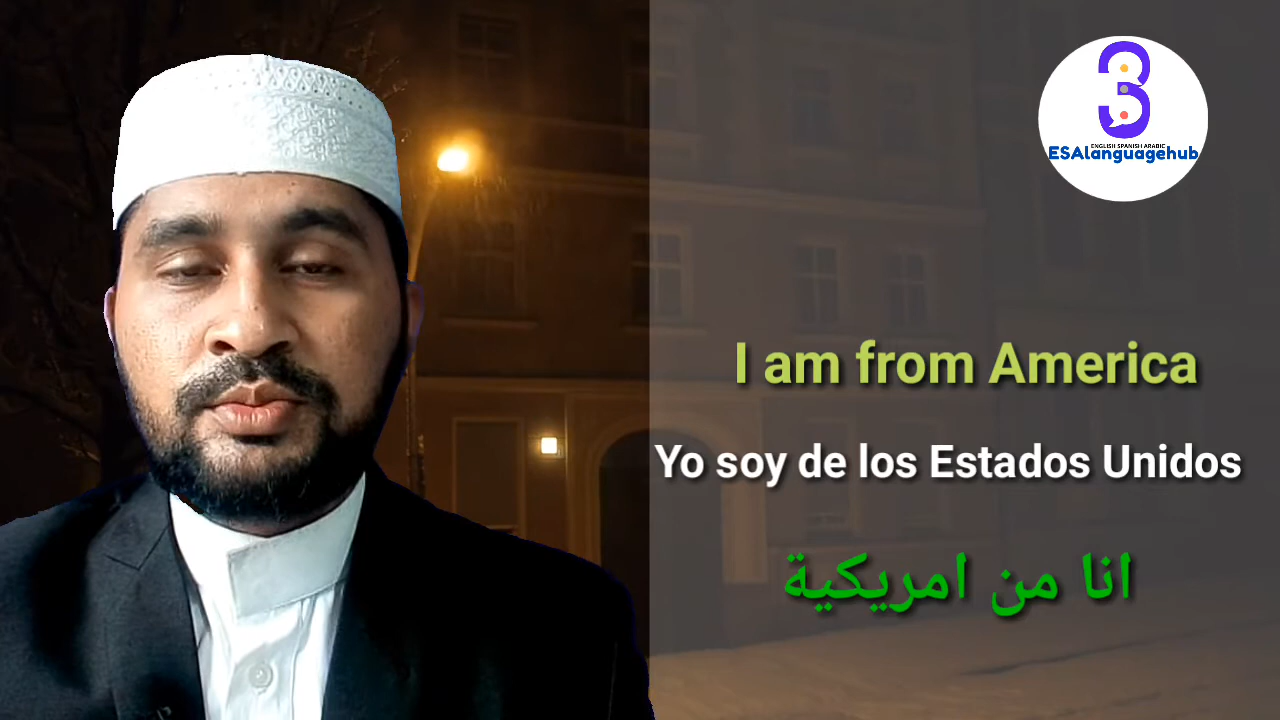 ENGLISH SPANISH ARABIC
ESAlanguagehub
I am from America
Yo soy de los Estados Unidos
انا من امريكية